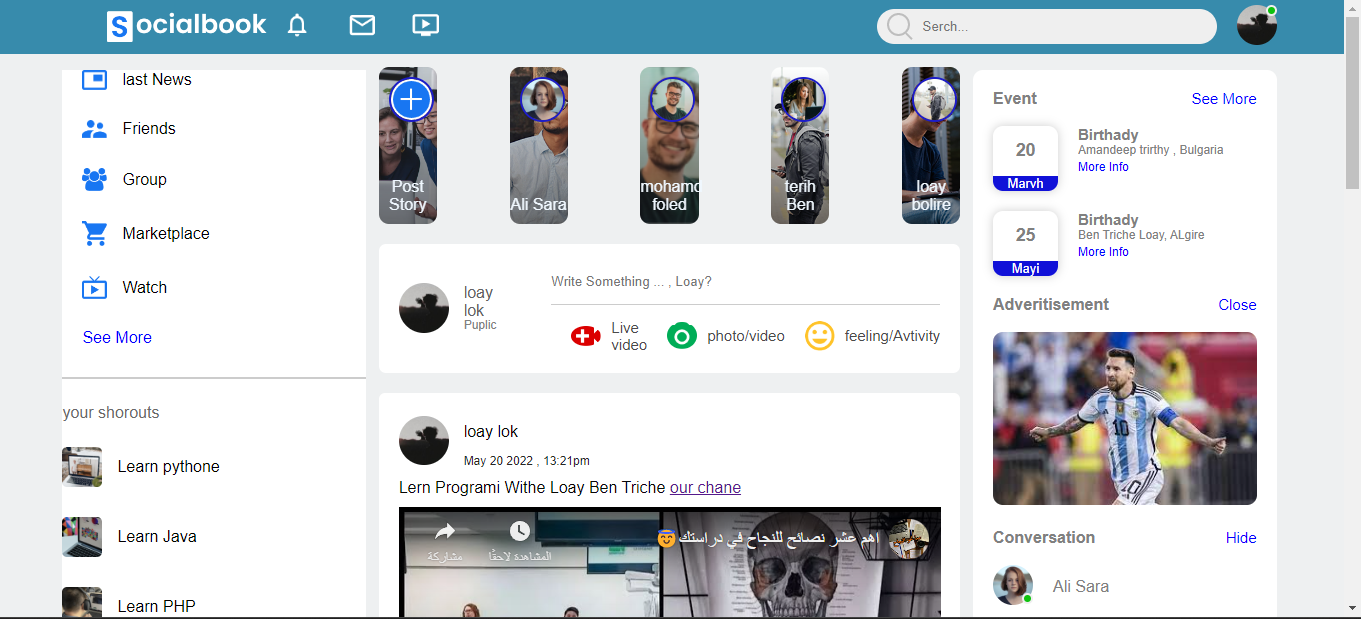 Socialbook
Serch...
last News
Friends
Group
Marketplace
Watch
See More
your shorouts
Learn pythone
Learn Java
Learn PHP
Post
Story
Ali Sara
mohamo
foled
terih
Ben
loay
bolire
loay
lok
Puplic
Write Something ... , Loay?
Live
video
photo/video
feeling/Avtivity
loay lok
May 20 2022 , 13:21pm
Lern Programi Withe Loay Ben Triche our chane
اهم عشر نصائح للنجاح في دراستك
المشاهدة لاحقًا
مشاركة
Event
See More
20
Marvh
Birthady
Amandeep trirthy , Bulgaria
More Info
25
Mayi
Birthady
Ben Triche Loay, ALgire
More Info
Adveritisement
Close
10
10
Conversation
Hide
Ali Sara